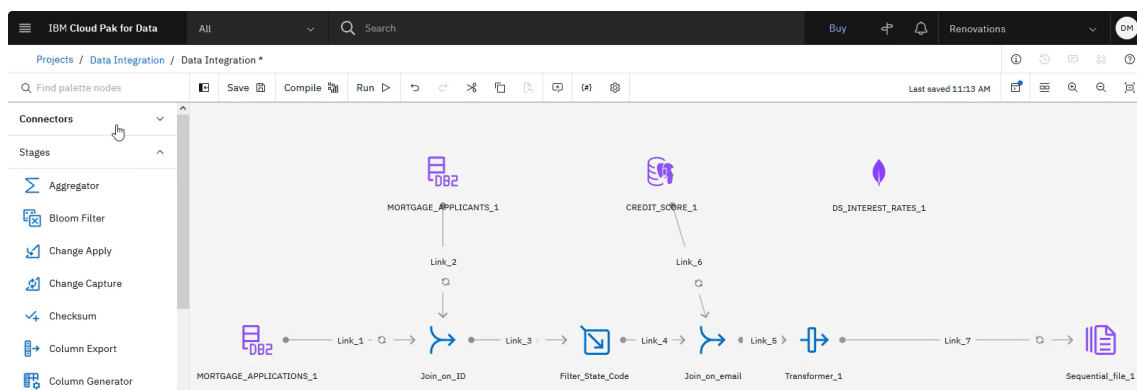 IBM Cloud Pak for Data All Search Buy Renovations DM
Projects / Data Integration / Data Integration *
Find palette nodes Save Compile Run {≠} Last saved 11:13 AM
Connectors
Stages
Aggregator
Bloom Filter
Change Apply
Change Capture
Checksum
Column Export
Column Generator
DB2
MORTGAGE_APPLICANTS_1 CREDIT_SCORE_1 DS_INTEREST_RATES_1
Link_2 Link_6
DB2 Link_1 Link_3 Link_4 Link_5 Link_7
MORTGAGE_APPLICATIONS_1 Join_on_ID Filter_State_Code Join_on_email Transformer_1 Sequential_file_1